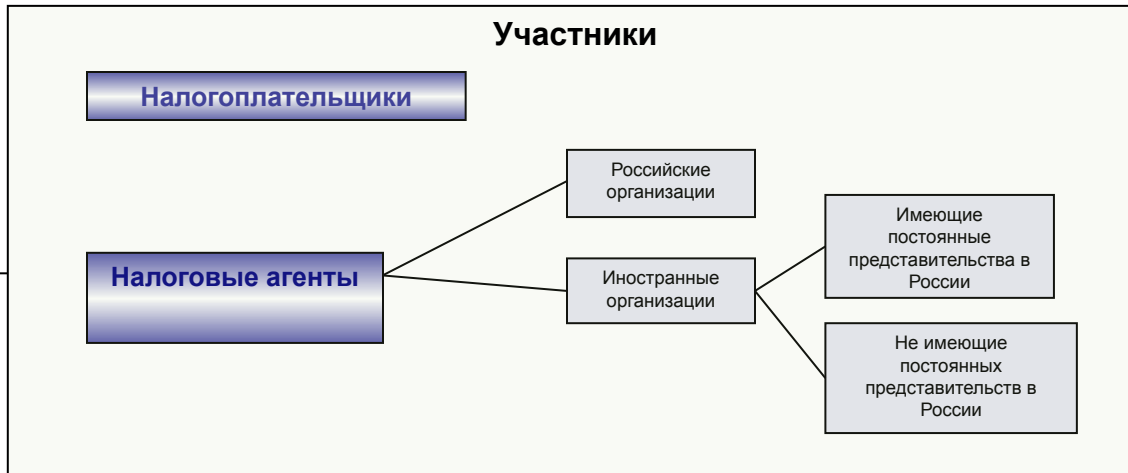 Участники
Налогоплательщики
Российские
организации
Налоговые агенты
Иностранные
организации
Имеющие
постоянные
представительства в
России
Не имеющие
постоянных
представительств в
России